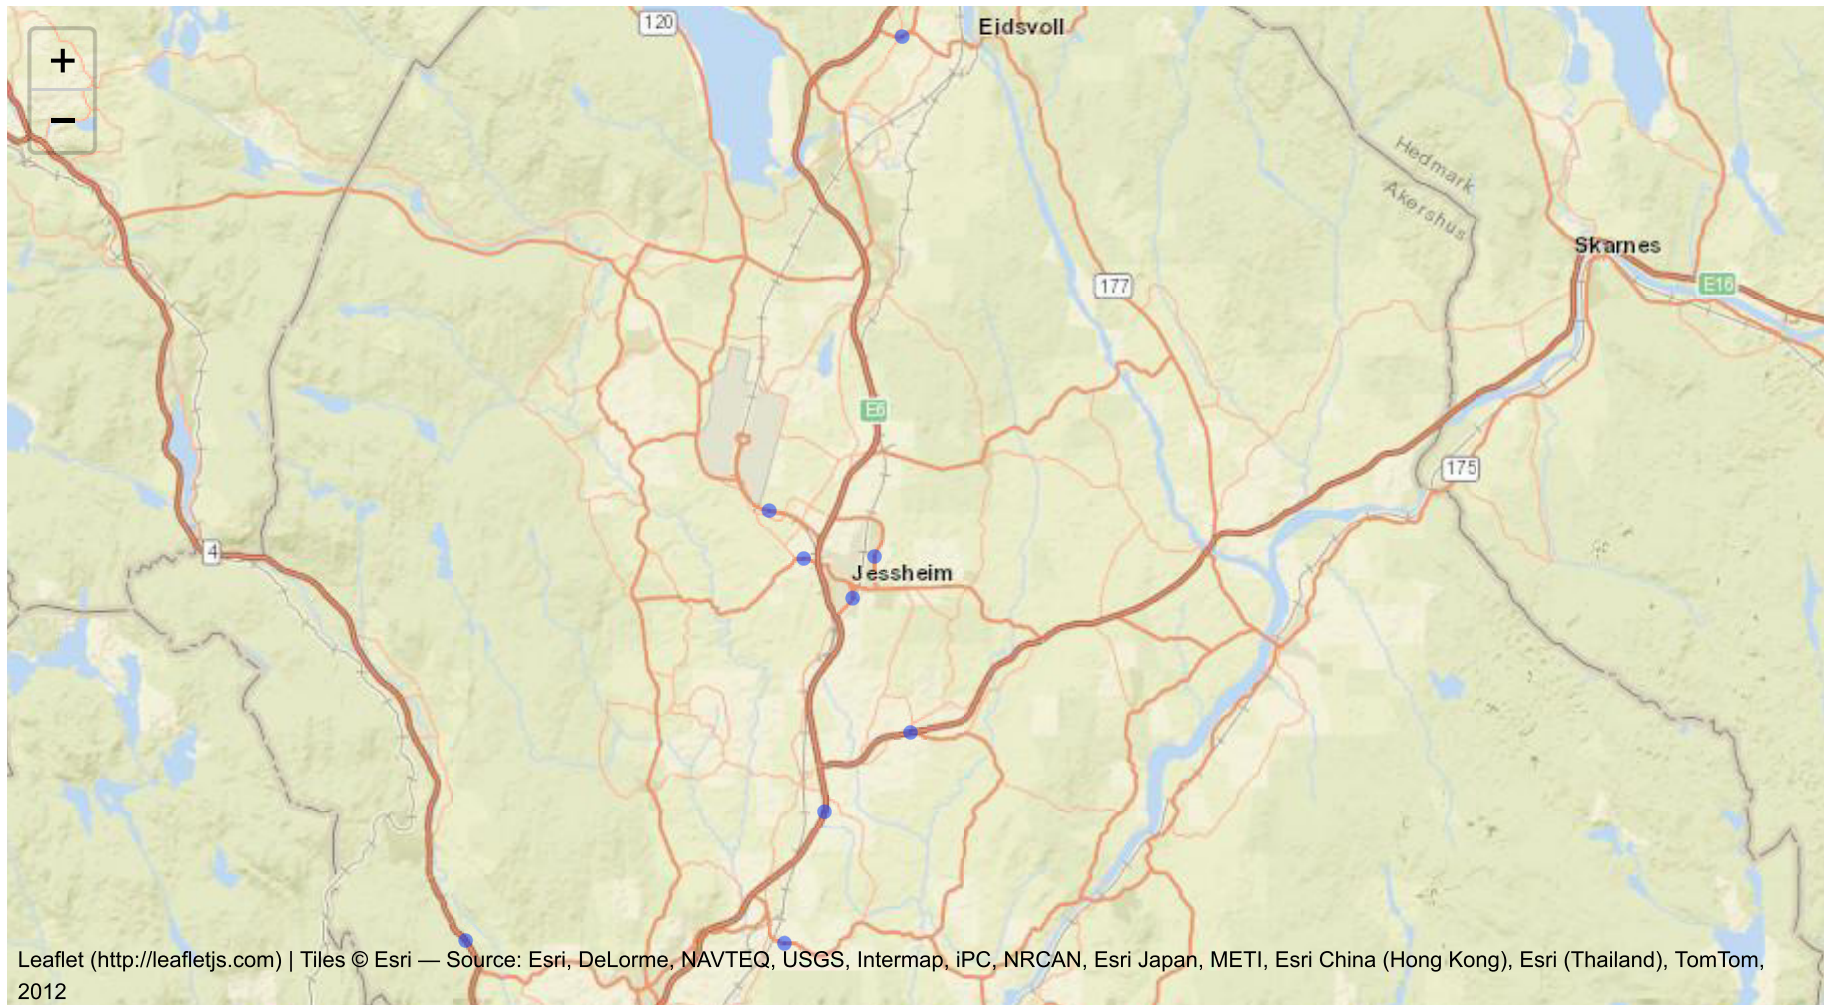 120
Eidsvoll
+
−
Hedmark
Akershus
Skarnes
177
E16
E6
175
4
Jessheim
Leaflet (http://leafletjs.com) | Tiles © Esri — Source: Esri, DeLorme, NAVTEQ, USGS, Intermap, iPC, NRCAN, Esri Japan, METI, Esri China (Hong Kong), Esri (Thailand), TomTom,
2012